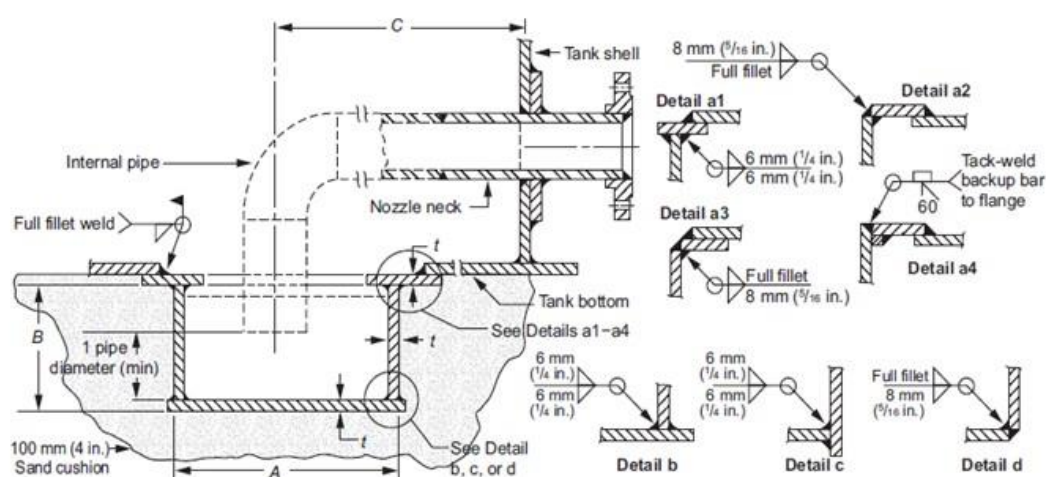 C
Tank shell
Internal pipe
Nozzle neck
Full fillet weld
t
Tank bottom
See Details a1–a4
B
1 pipe
diameter (min)
t
t
See Detail
b, c, or d
100 mm (4 in.)
Sand cushion
A
8 mm (5/16 in.)
Full fillet
Detail a2
Detail a1
6 mm (1/4 in.)
6 mm (1/4 in.)
Tack-weld
backup bar
to flange
60
Detail a3
Full fillet
8 mm (5/16 in.)
Detail a4
6 mm
(1/4 in.)
6 mm
(1/4 in.)
Detail b
6 mm
(1/4 in.)
6 mm
(1/4 in.)
Detail c
Full fillet
8 mm
(5/16 in.)
Detail d